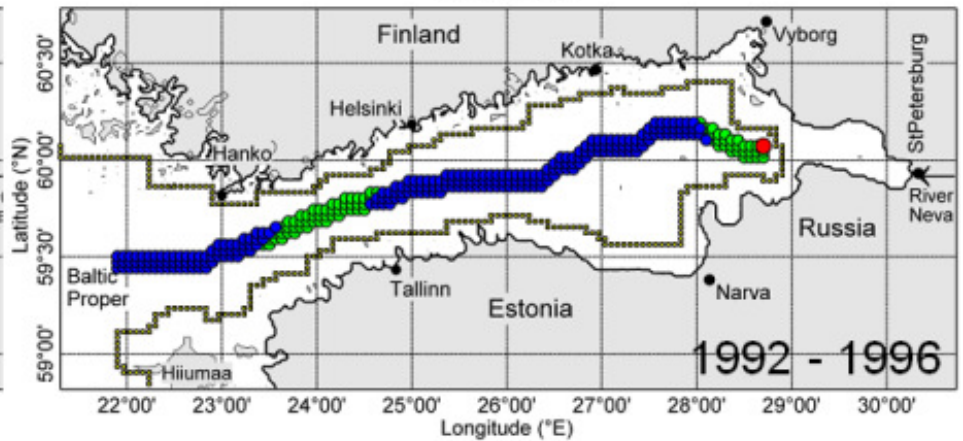 Finland
Vyborg
Kotka
StPetersburg
Helsinki
Hanko
River
Neva
Russia
Baltic
Proper
Tallinn
Narva
Estonia
Hiiumaa
1992 - 1996
Latitude (°N)
60°30'
60°00'
59°30'
59°00'
22°00' 23°00' 24°00' 25°00' 26°00' 27°00' 28°00' 29°00' 30°00'
Longitude (°E)